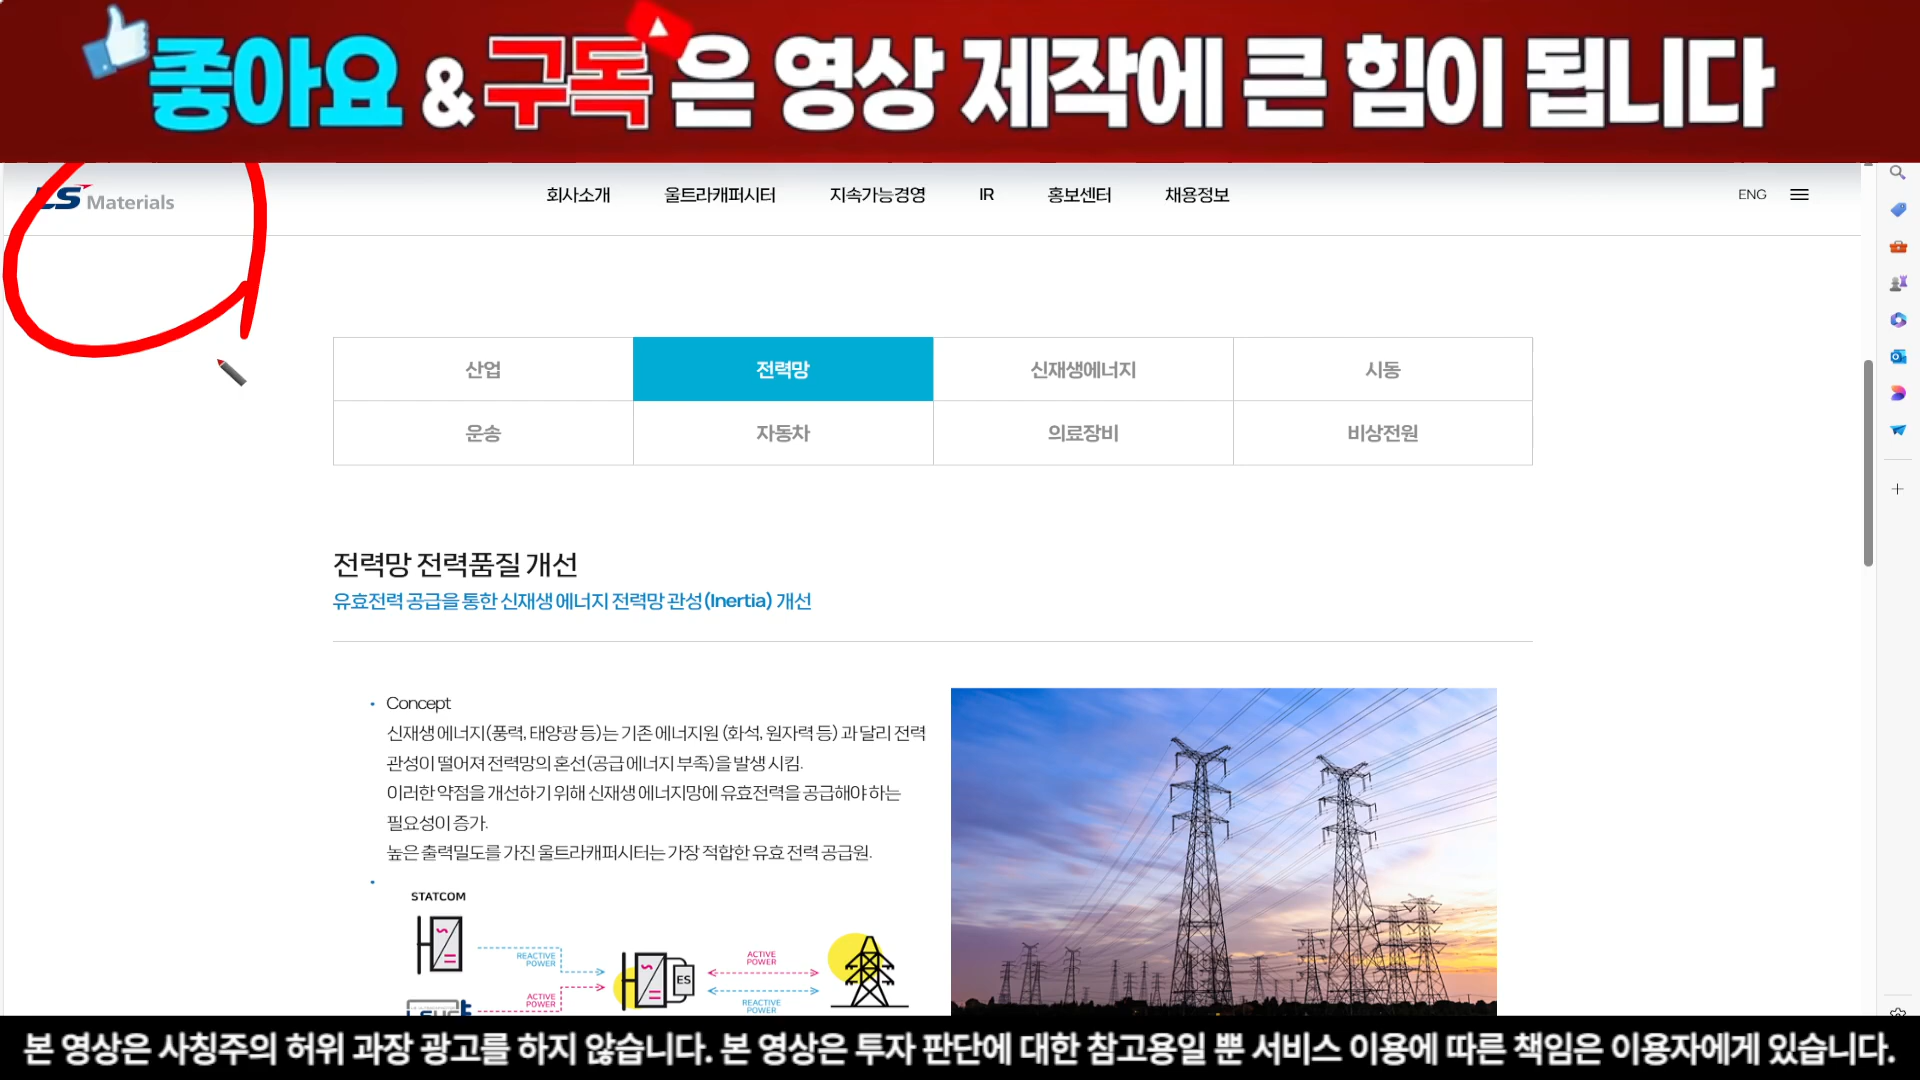 좋아요 & 구독은 영상 제작에 큰 힘이 됩니다
LS Materials
회사소개 울트라캐퍼시터 지속가능경영 IR 홍보센터 채용정보
ENG
산업 전력망 신재생에너지 시동
운송 자동차 의료장비 비상전원
전력망 전력품질 개선
유효전력 공급을 통한 신재생 에너지 전력망 관성(Inertia) 개선
Concept
신재생 에너지(풍력, 태양광 등)는 기존 에너지원 (화석, 원자력 등) 과 달리 전력
관성이 떨어져 전력망의 혼선(공급 에너지 부족)을 발생 시킴.
이러한 약점을 개선하기 위해 신재생 에너지망에 유효전력을 공급해야 하는
필요성이 증가.
높은 출력밀도를 가진 울트라캐퍼시터는 가장 적합한 유효 전력 공급원.
STATCOM
REACTIVE
POWER
ACTIVE
POWER
ES
ACTIVE
POWER
REACTIVE
POWER
본 영상은 사칭주의 허위 과장 광고를 하지 않습니다. 본 영상은 투자 판단에 대한 참고용일 뿐 서비스 이용에 따른 책임은 이용자에게 있습니다.